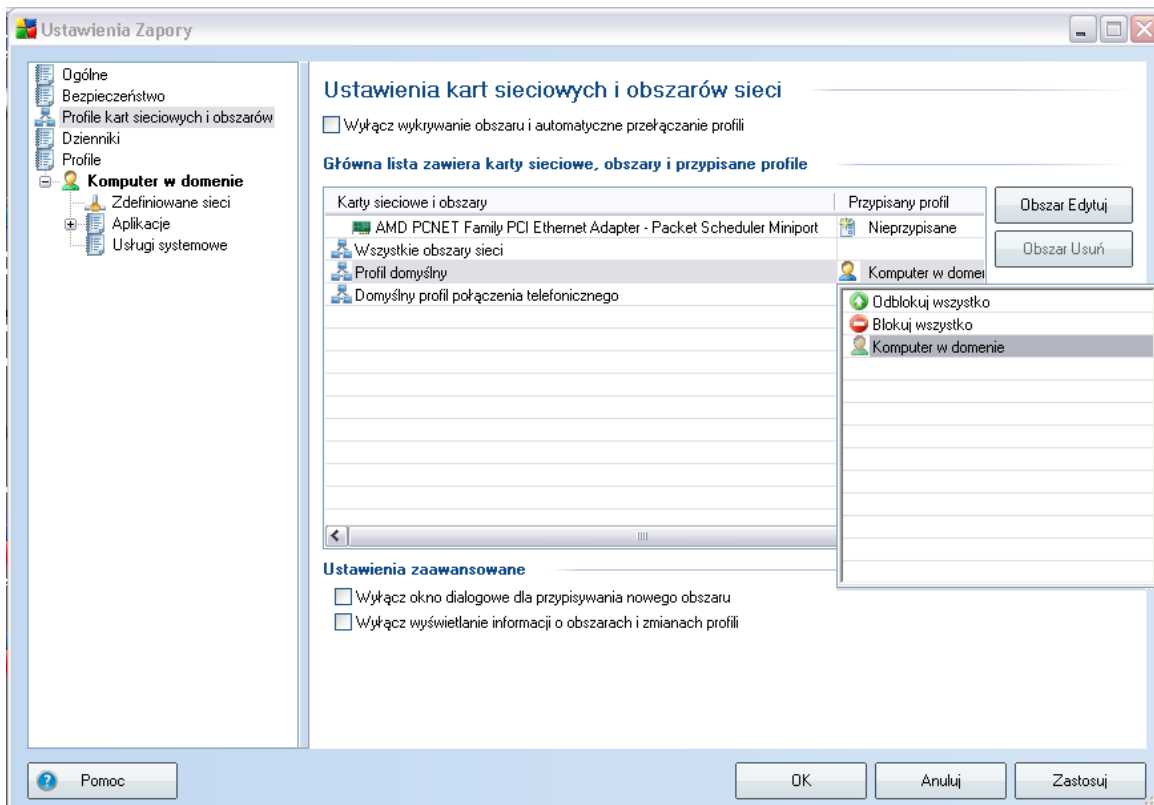 Ustawienia Zapory
Ogólne
Bezpieczeństwo
Profile kart sieciowych i obszarów
Dzienniki
Profile
Komputer w domenie
Zdefiniowane sieci
Aplikacje
Usługi systemowe
Ustawienia kart sieciowych i obszarów sieci
Wyłącz wykrywanie obszaru i automatyczne przełączanie profili
Główna lista zawiera karty sieciowe, obszary i przypisane profile
Karty sieciowe i obszary Przypisany profil
AMD PCNET Family PCI Ethernet Adapter - Packet Scheduler Miniport Nieprzypisane
Wszystkie obszary sieci
Profil domyślny Komputer w domei
Domyślny profil połączenia telefonicznego
Obszar Edytuj
Obszar Usuń
Odblokuj wszystko
Blokuj wszystko
Komputer w domenie
Ustawienia zaawansowane
Wyłącz okno dialogowe dla przypisywania nowego obszaru
Wyłącz wyświetlanie informacji o obszarach i zmianach profili
Pomoc
OK
Anuluj
Zastosuj